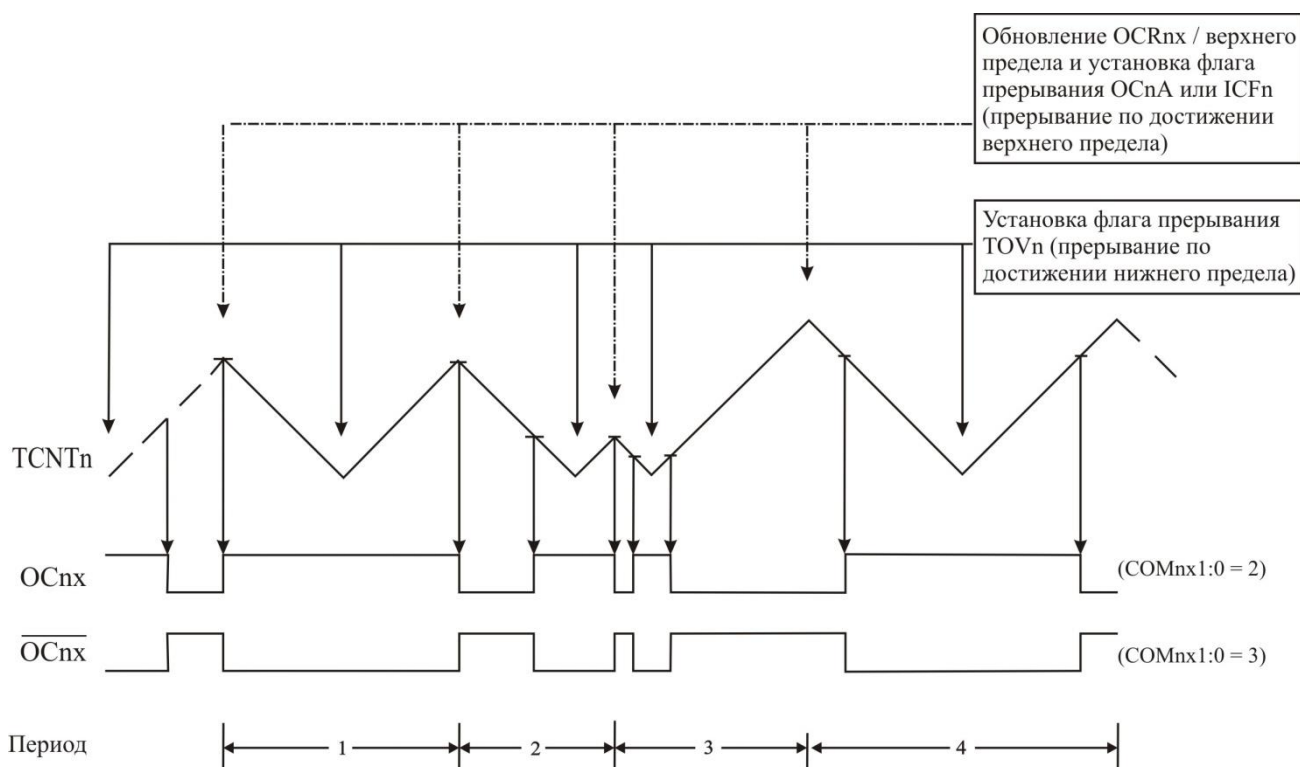 Обновление OCRnx / верхнего
предела и установка флага
прерывания OCnA или ICFn
(прерывание по достижении
верхнего предела)
Установка флага прерывания
TOVn (прерывание по
достижении нижнего предела)
TCNTn
OCnx
(COMnx1:0 = 2)
OCnx
(COMnx1:0 = 3)
Период
1
2
3
4